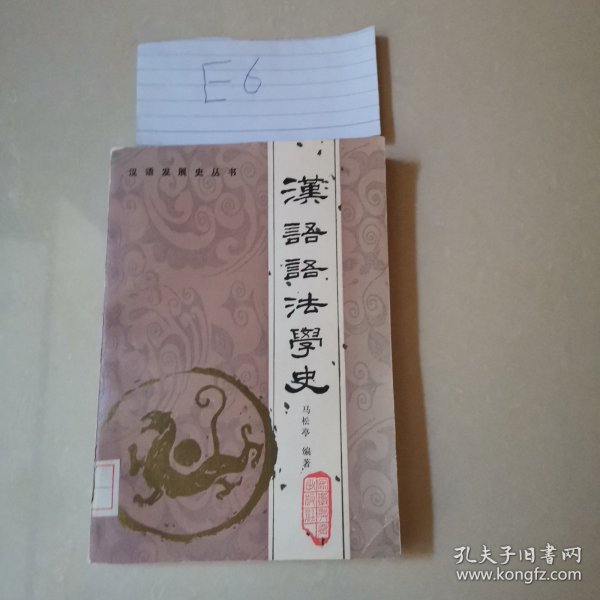 E6
汉语发展史丛书
漢語語法學史
马松亭 编著
孔夫子旧书网
www.kongfz.com